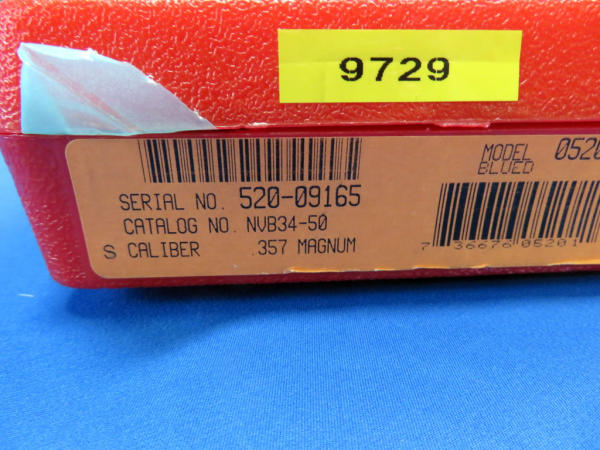 9729
SERIAL NO. 520-09165
CATALOG NO. NVB34-50
S CALIBER .357 MAGNUM
MODEL 0520
BLUED
7 36676 05201